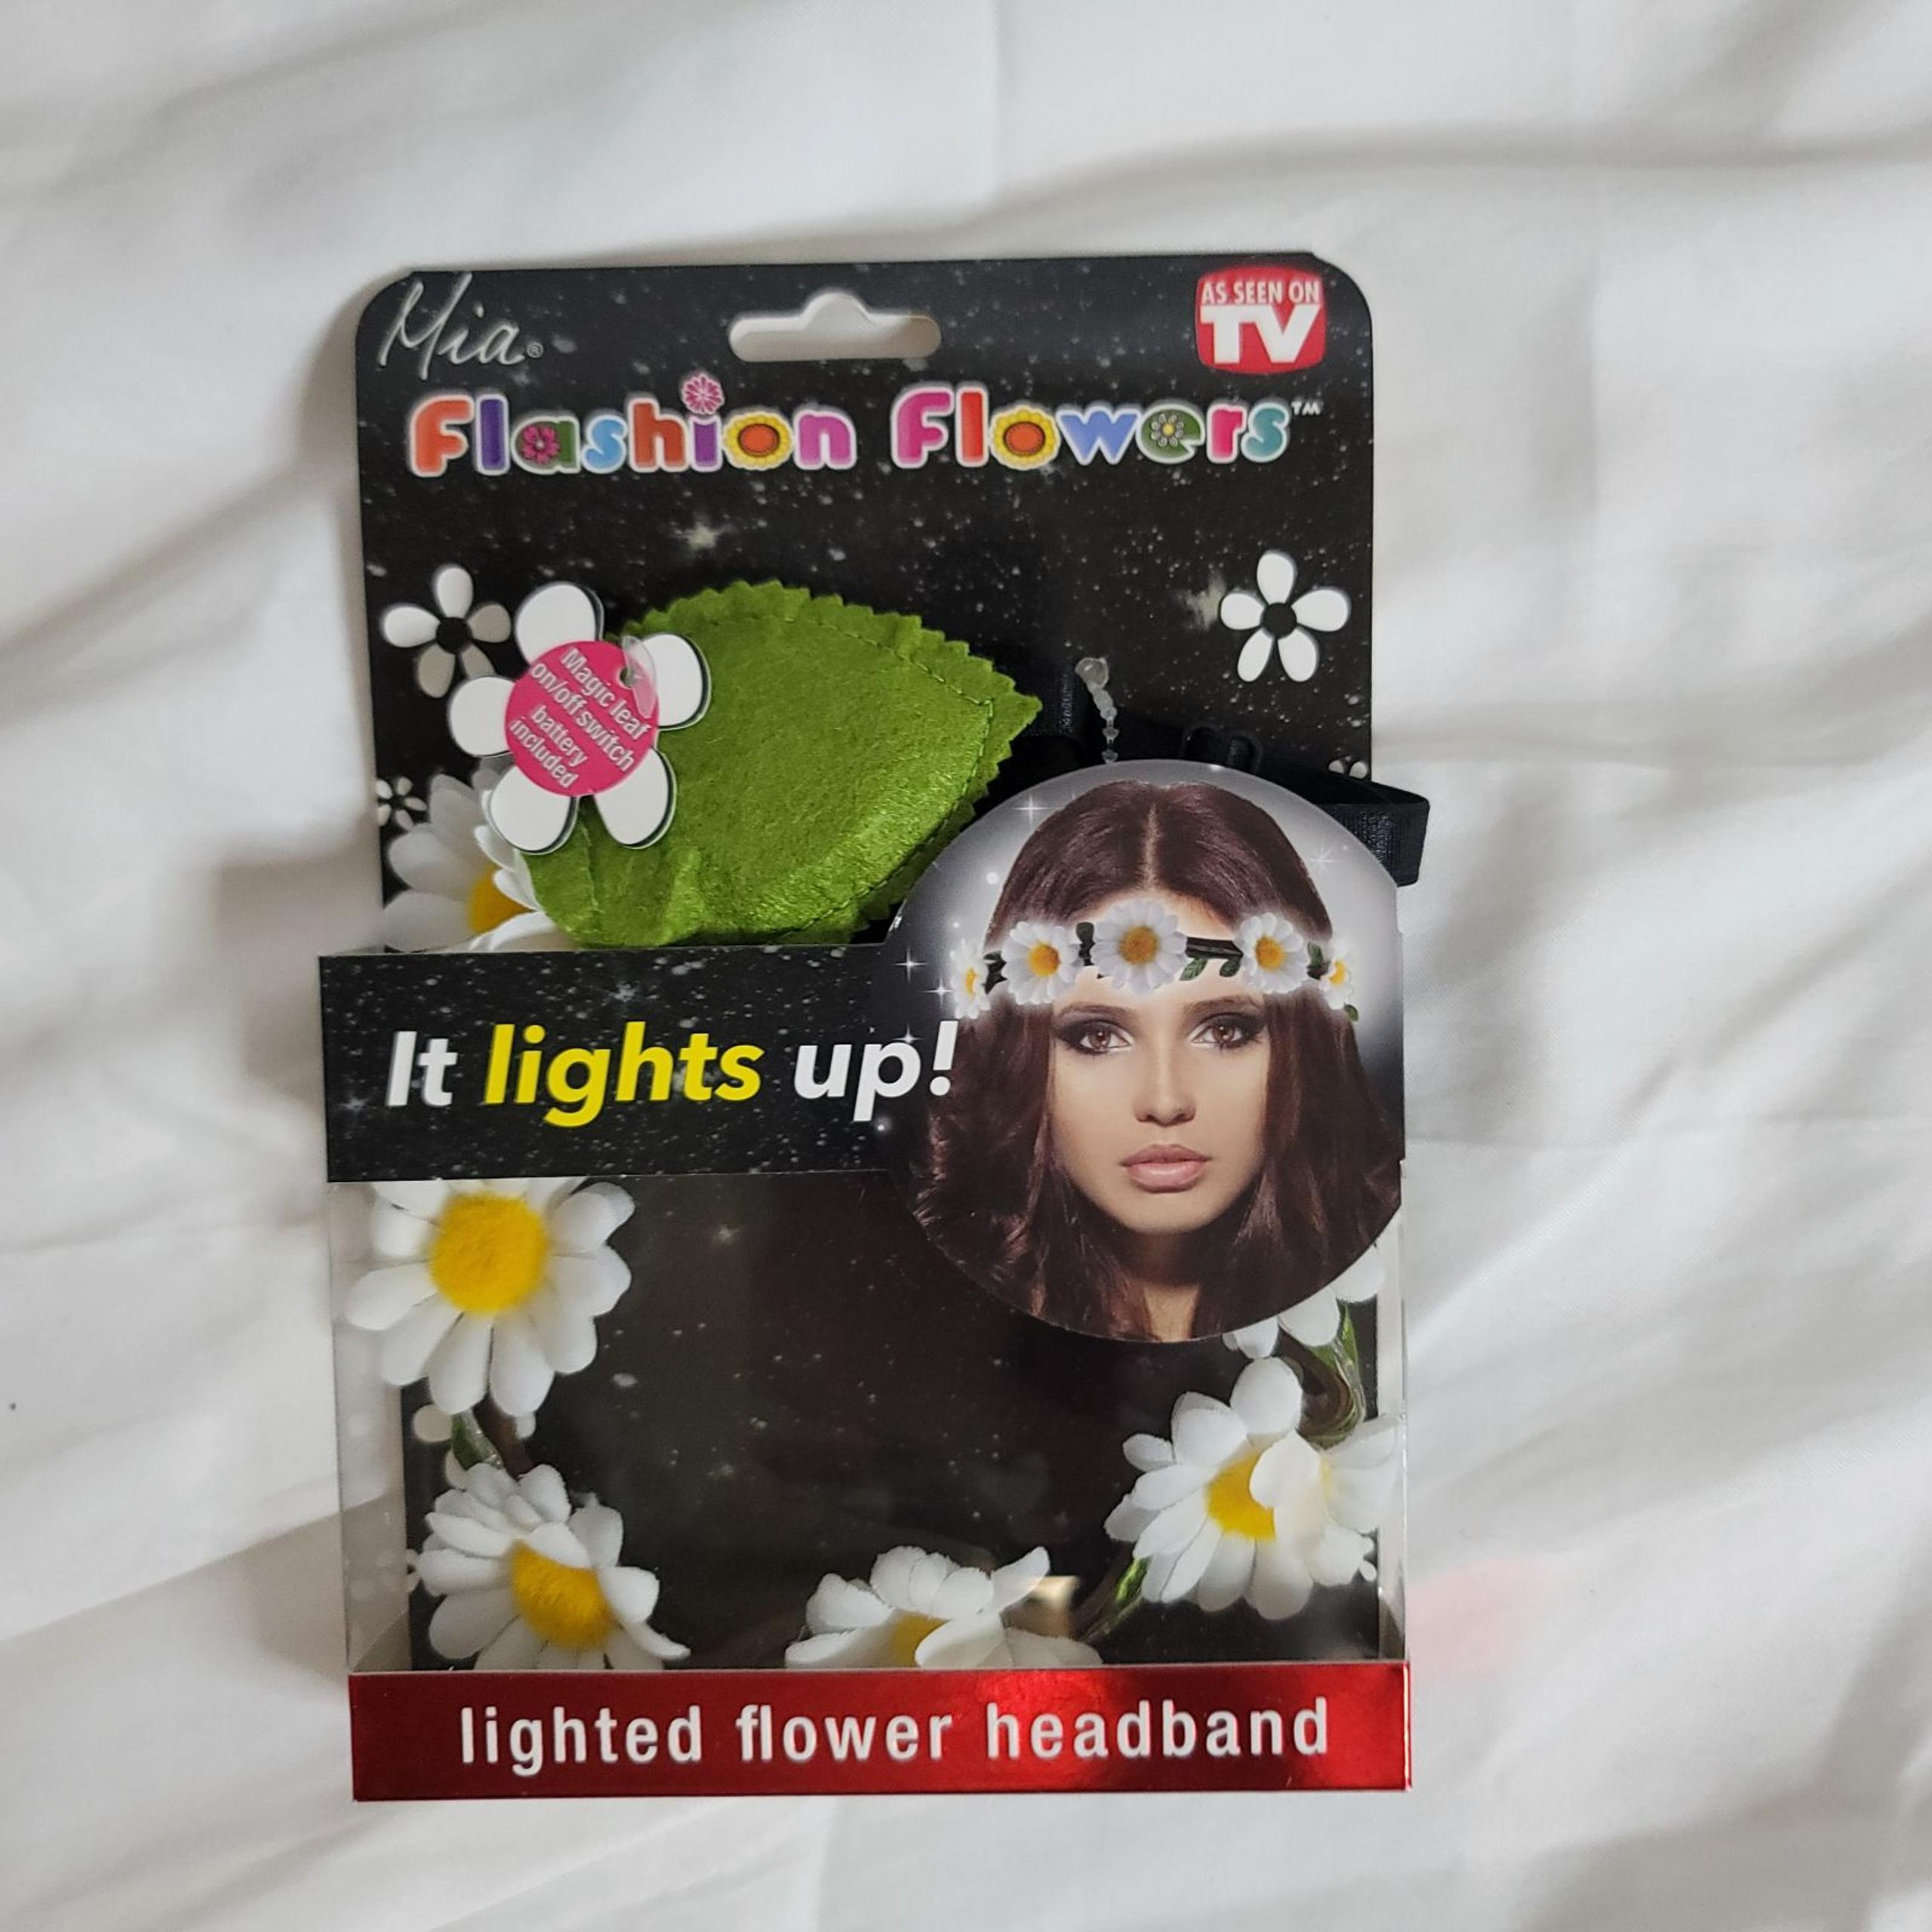 Mia®
AS SEEN ON
TV
Flashion Flowers™
Magic leaf
on/off switch
battery
included
It lights up!
lighted flower headband